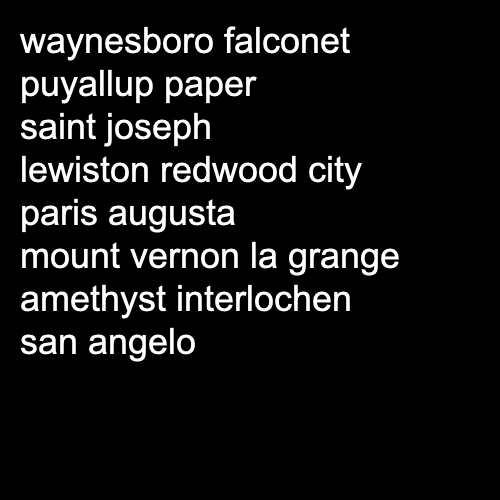 waynesboro falconet
puyallup paper
saint joseph
lewiston redwood city
paris augusta
mount vernon la grange
amethyst interlochen
san angelo